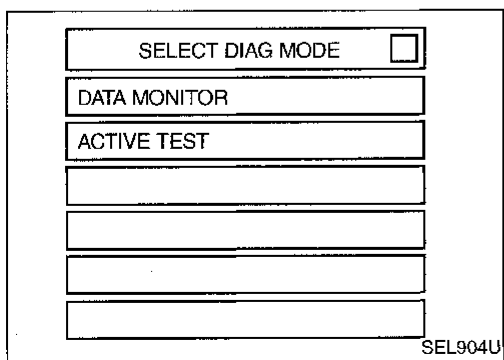 SELECT DIAG MODE
DATA MONITOR
ACTIVE TEST
SEL904U